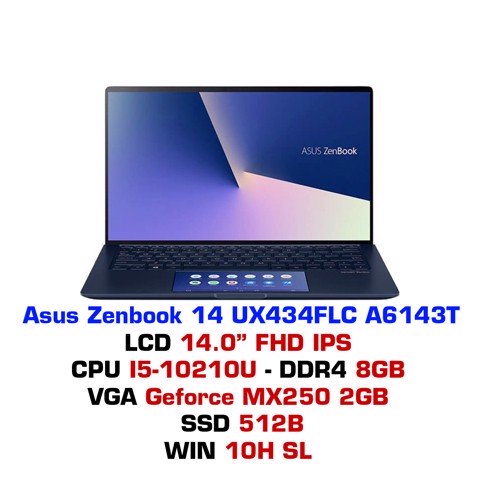 ASUS ZenBook
Asus Zenbook 14 UX434FLC A6143T
LCD 14.0” FHD IPS
CPU I5-10210U - DDR4 8GB
VGA Geforce MX250 2GB
SSD 512B
WIN 10H SL